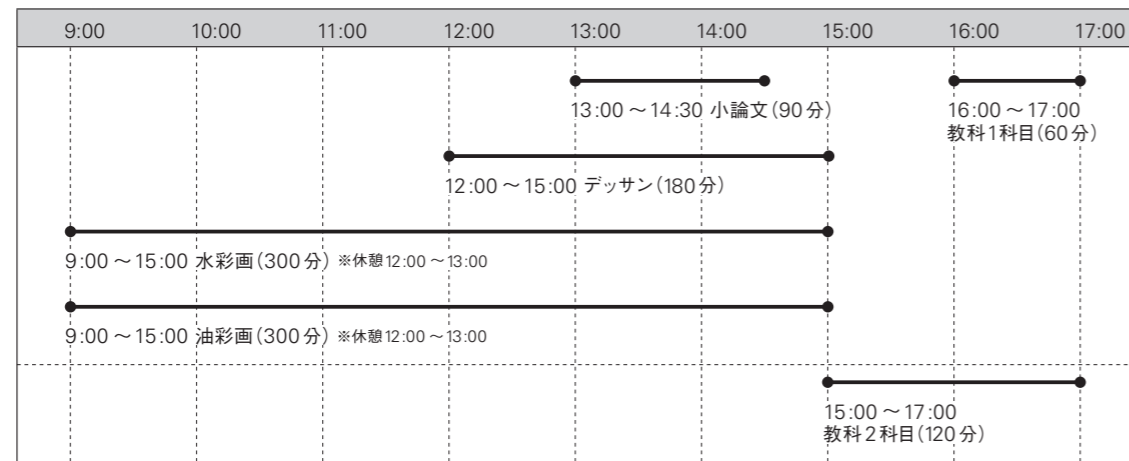 9:00 10:00 11:00 12:00 13:00 14:00 15:00 16:00 17:00
13:00～14:30 小論文（90分）
16:00～17:00
教科1科目（60分）
12:00～15:00 デッサン（180分）
9:00～15:00 水彩画（300分）※休憩12:00～13:00
9:00～15:00 油彩画（300分）※休憩12:00～13:00
15:00～17:00
教科2科目（120分）